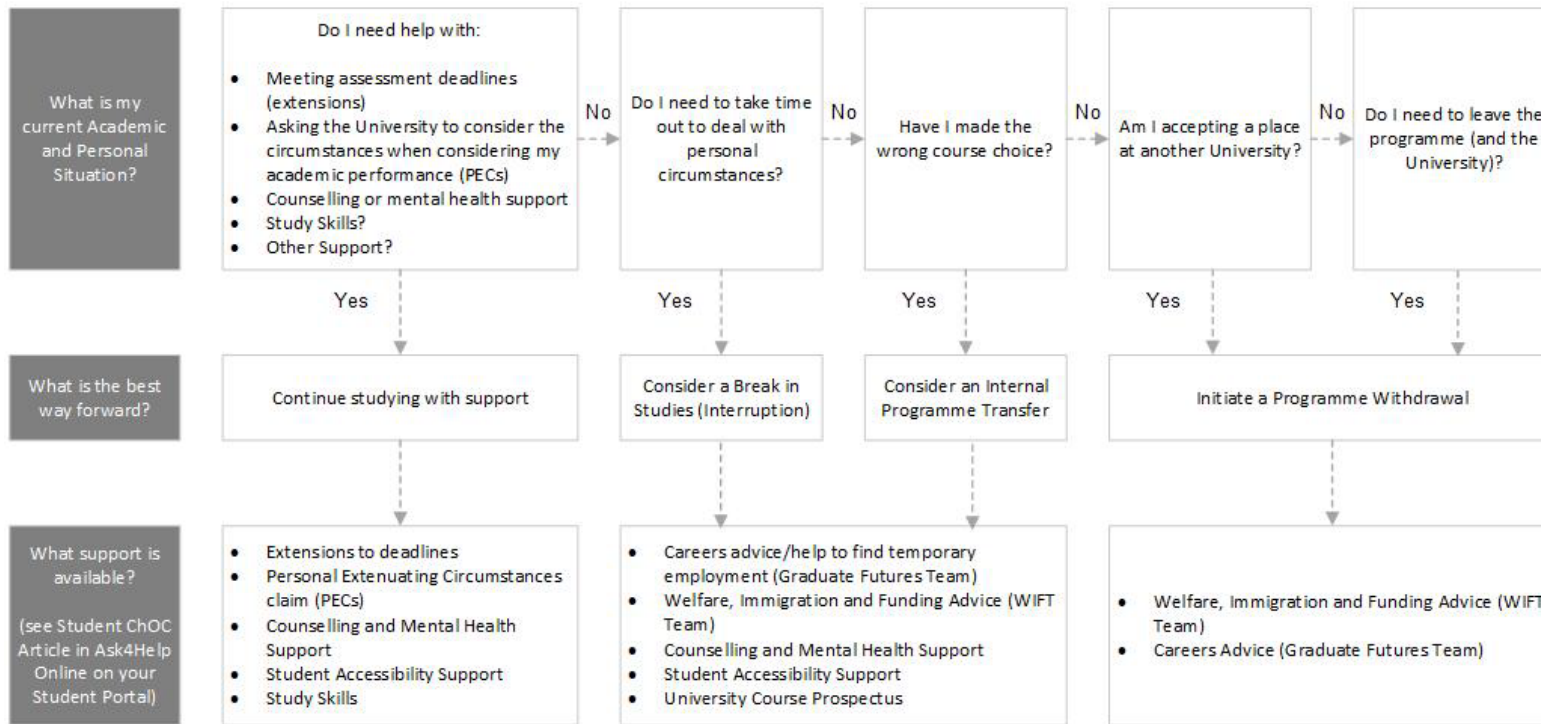 What is my
current Academic
and Personal
Situation?
Do I need help with:
• Meeting assessment deadlines
(extensions)
• Asking the University to consider the
circumstances when considering my
academic performance (PECs)
• Counselling or mental health support
• Study Skills?
• Other Support?
No
Do I need to take time
out to deal with
personal
circumstances?
No
Have I made the
wrong course choice?
No
Am I accepting a place
at another University?
No
Do I need to leave the
programme (and the
University)?
Yes
Yes
Yes
Yes
Yes
What is the best
way forward?
Continue studying with support
Consider a Break in
Studies (Interruption)
Consider an Internal
Programme Transfer
Initiate a Programme Withdrawal
What support is
available?
(see Student ChOC
Article in Ask4Help
Online on your
Student Portal)
• Extensions to deadlines
• Personal Extenuating Circumstances
claim (PECs)
• Counselling and Mental Health
Support
• Student Accessibility Support
• Study Skills
• Careers advice/help to find temporary
employment (Graduate Futures Team)
• Welfare, Immigration and Funding Advice (WIFT
Team)
• Counselling and Mental Health Support
• Student Accessibility Support
• University Course Prospectus
• Welfare, Immigration and Funding Advice (WIFT
Team)
• Careers Advice (Graduate Futures Team)